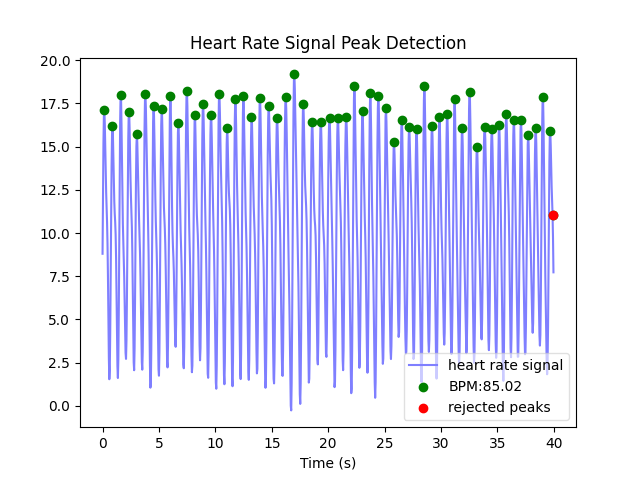 Heart Rate Signal Peak Detection
20.0
17.5
15.0
12.5
10.0
7.5
5.0
2.5
0.0
heart rate signal
BPM:85.02
rejected peaks
0 5 10 15 20 25 30 35 40
Time (s)